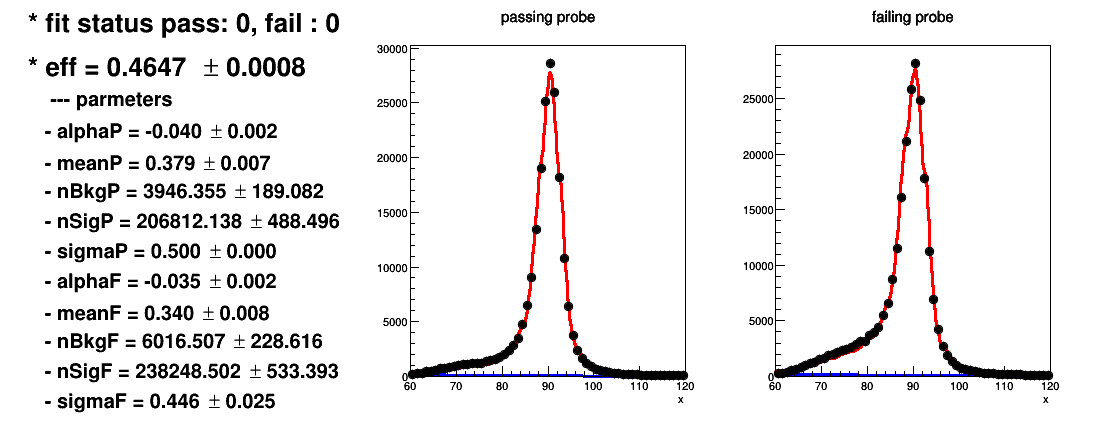 * fit status pass: 0, fail : 0
* eff = 0.4647 ± 0.0008
--- parmeters
- alphaP = -0.040 ± 0.002
- meanP = 0.379 ± 0.007
- nBkgP = 3946.355 ± 189.082
- nSigP = 206812.138 ± 488.496
- sigmaP = 0.500 ± 0.000
- alphaF = -0.035 ± 0.002
- meanF = 0.340 ± 0.008
- nBkgF = 6016.507 ± 228.616
- nSigF = 238248.502 ± 533.393
- sigmaF = 0.446 ± 0.025
passing probe
30000
25000
20000
15000
10000
5000
0
60 70 80 90 100 110 120
x
failing probe
25000
20000
15000
10000
5000
0
60 70 80 90 100 110 120
x